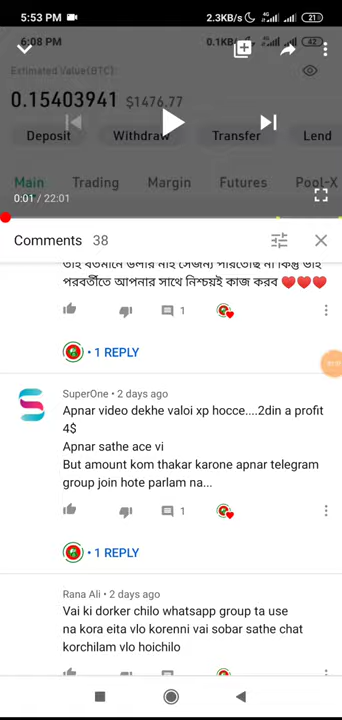 5:53 PM 2.3KB/s 4G 21
6:08 PM 0.1KB/s 42
Estimated Value(BTC)
0.15403941 $1476.77
Deposit Withdraw Transfer Lend
Main Trading Margin Futures Pool-X
0:01 / 22:01
Comments 38
পরবর্তীতে আপনার সাথে নিশ্চয়ই কাজ করব ❤️❤️❤️
1
• 1 REPLY
SuperOne • 2 days ago
Apnar video dekhe valoi xp hocce....2din a profit
4$
Apnar sathe ace vi
But amount kom thakar karone apnar telegram
group join hote parlam na...
1
• 1 REPLY
Rana Ali • 2 days ago
Vai ki dorker chilo whatsapp group ta use
na kora eita vlo korenni vai sobar sathe chat
korchilam vlo hoichilo